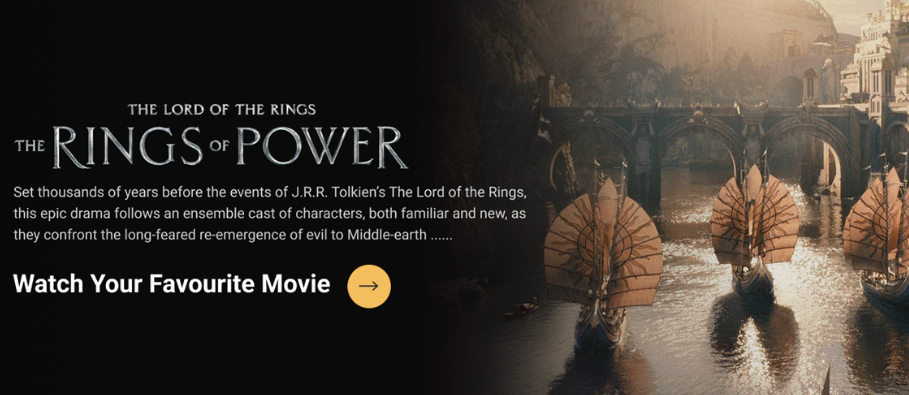 THE LORD OF THE RINGS
THE RINGS OF POWER
Set thousands of years before the events of J.R.R. Tolkien’s The Lord of the Rings,
this epic drama follows an ensemble cast of characters, both familiar and new, as
they confront the long-feared re-emergence of evil to Middle-earth ......
Watch Your Favourite Movie